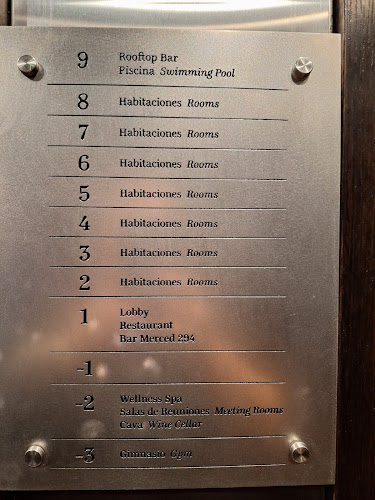 9 Rooftop Bar
Piscina Swimming Pool
8 Habitaciones Rooms
7 Habitaciones Rooms
6 Habitaciones Rooms
5 Habitaciones Rooms
4 Habitaciones Rooms
3 Habitaciones Rooms
2 Habitaciones Rooms
1 Lobby
Restaurant
Bar Merced 294
-1
-2 Wellness Spa
Salas de Reuniones Meeting Rooms
Cava Wine Cellar
-3 Gimnasio Gym